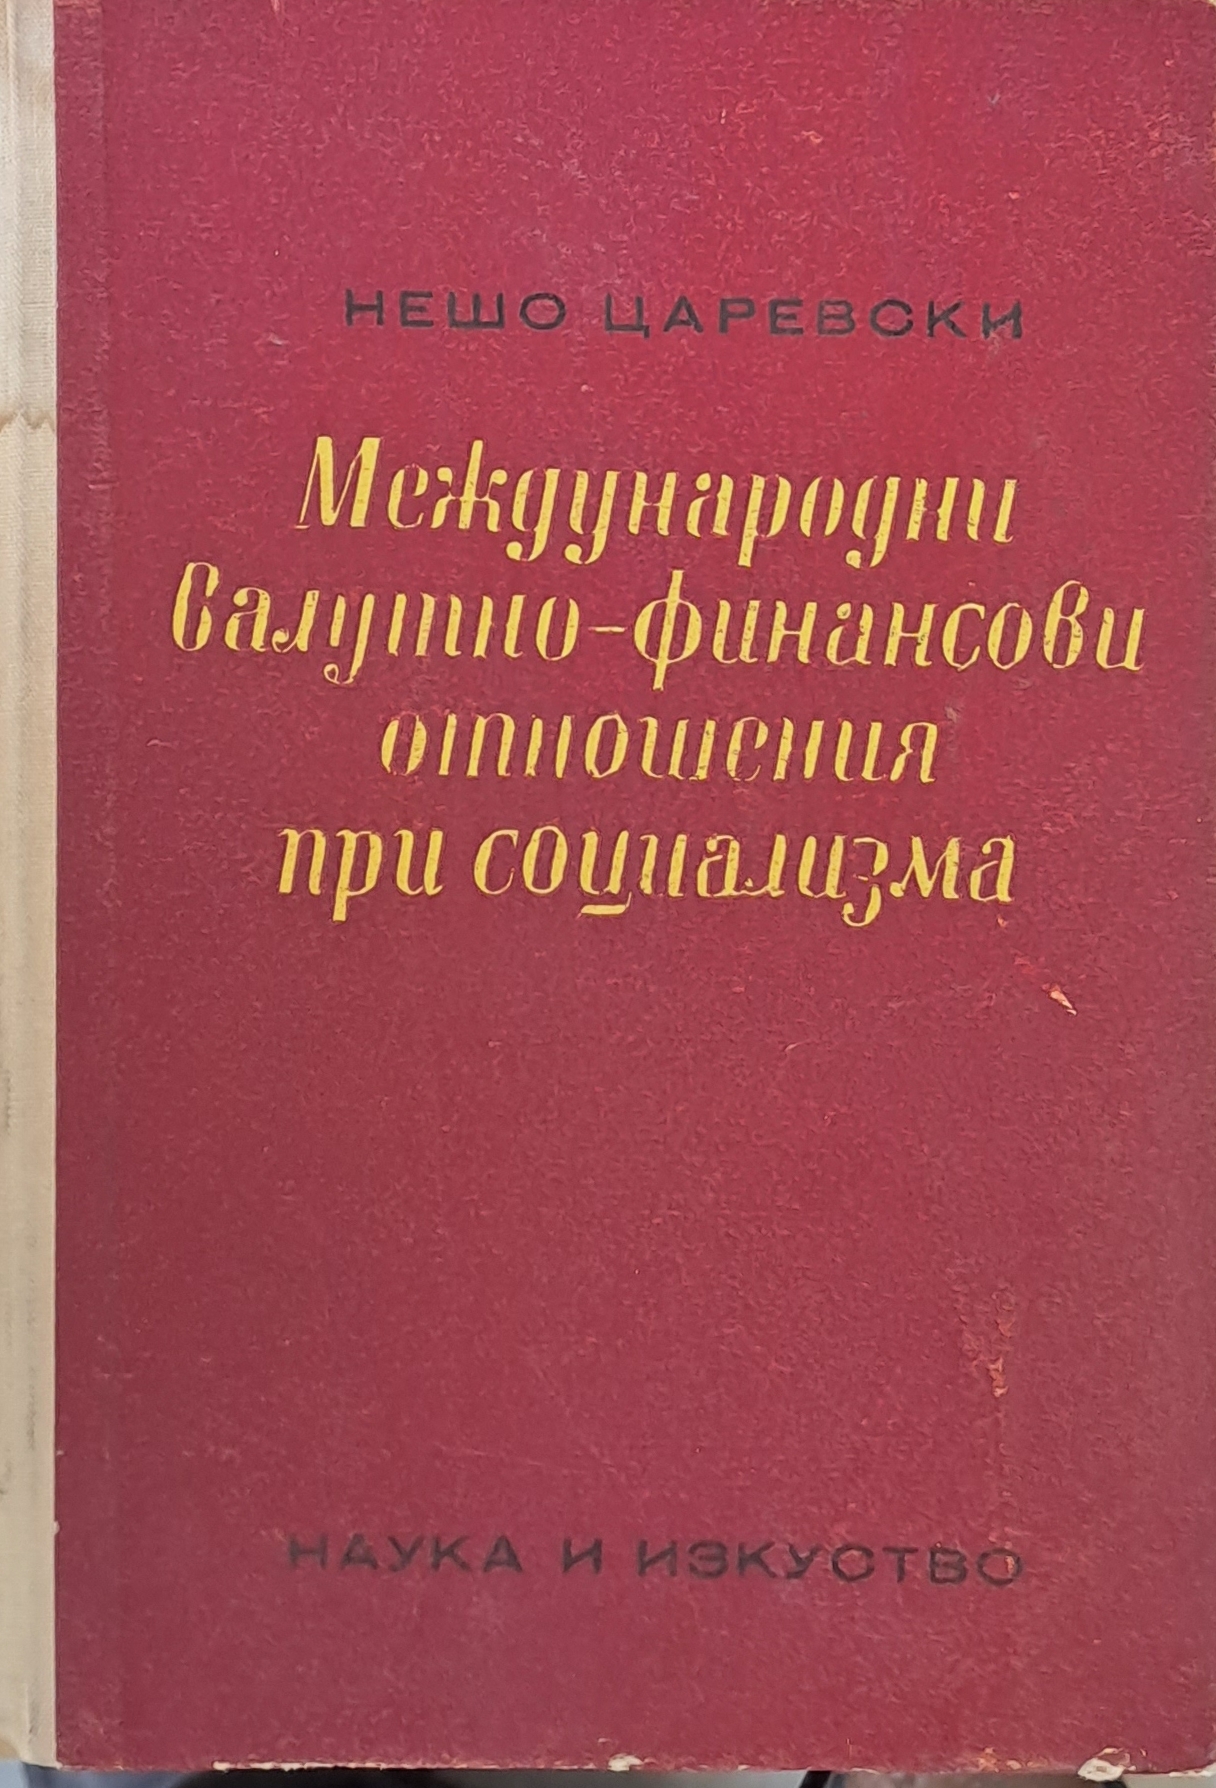 НЕШО ЦАРЕВСКИ
Международни
валутно-финансови
отношения
при социализма
НАУКА И ИЗКУСТВО